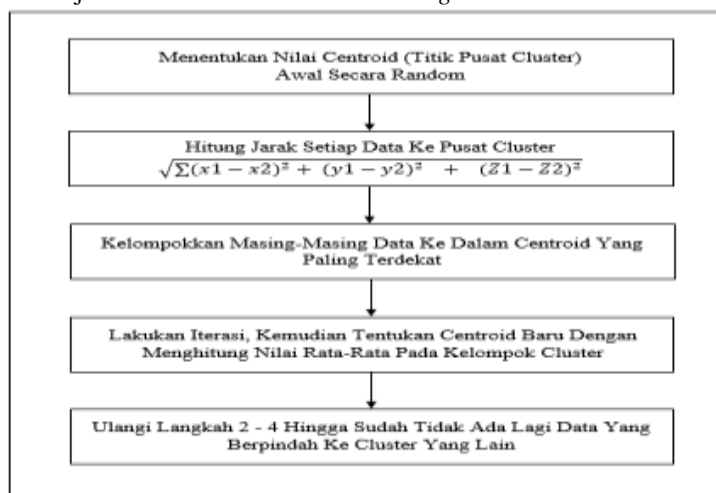 Menentukan Nilai Centroid (Titik Pusat Cluster)
Awal Secara Random
Hitung Jarak Setiap Data Ke Pusat Cluster
√Σ(x1 − x2)² + (y1 − y2)² + (Z1 − Z2)²
Kelompokkan Masing-Masing Data Ke Dalam Centroid Yang
Paling Terdekat
Lakukan Iterasi, Kemudian Tentukan Centroid Baru Dengan
Menghitung Nilai Rata-Rata Pada Kelompok Cluster
Ulangi Langkah 2 - 4 Hingga Sudah Tidak Ada Lagi Data Yang
Berpindah Ke Cluster Yang Lain